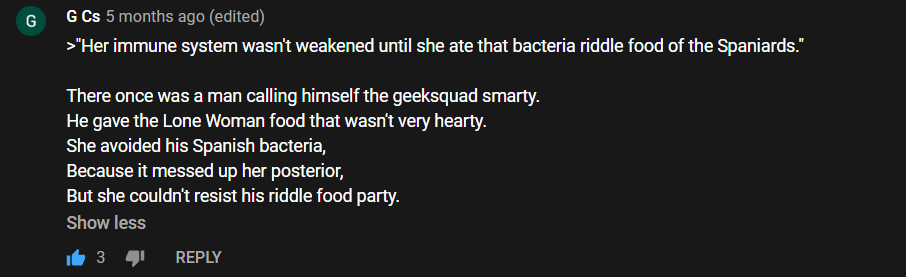 G
G Cs 5 months ago (edited)
>"Her immune system wasn't weakened until she ate that bacteria riddle food of the Spaniards."
There once was a man calling himself the geeksquad smarty.
He gave the Lone Woman food that wasn't very hearty.
She avoided his Spanish bacteria,
Because it messed up her posterior,
But she couldn't resist his riddle food party.
Show less
3 REPLY